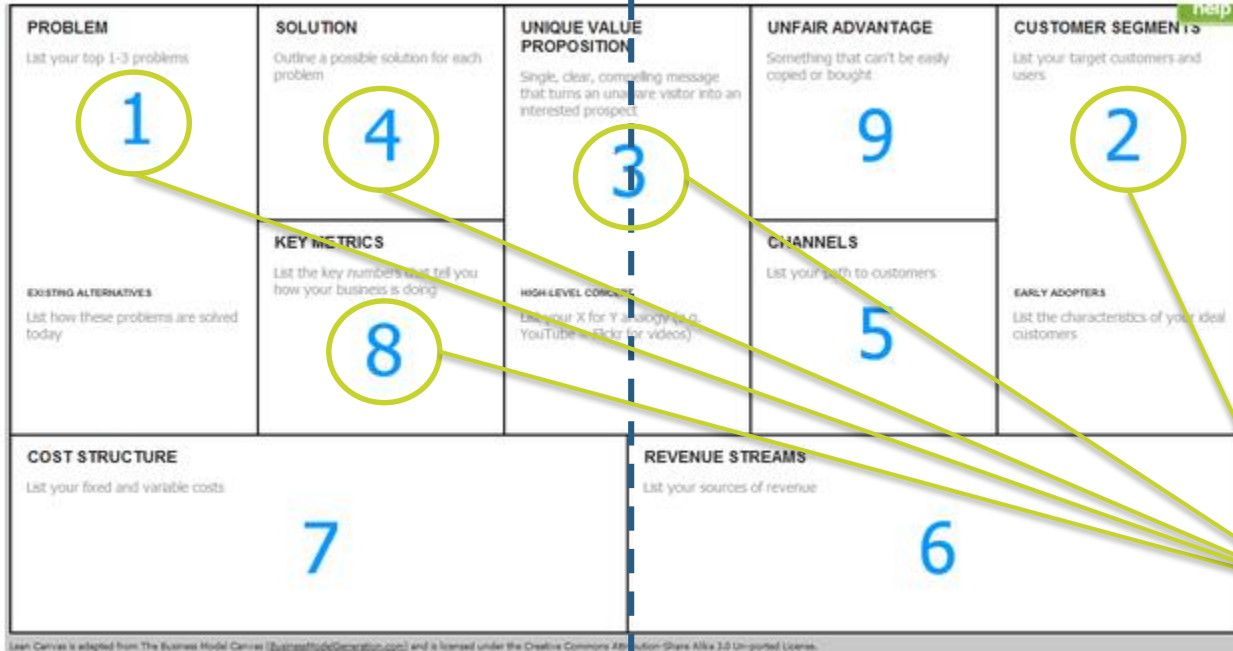 PROBLEM
List your top 1-3 problems
1
EXISTING ALTERNATIVES
List how these problems are solved
today
SOLUTION
Outline a possible solution for each
problem
4
KEY METRICS
List the key numbers that tell you
how your business is doing
8
UNIQUE VALUE
PROPOSITION
Single, clear, compelling message
that turns an unaware visitor into an
interested prospect
3
HIGH-LEVEL CONCEPT
List your X for Y analogy (e.g.
YouTube = Flickr for videos)
UNFAIR ADVANTAGE
Something that can't be easily
copied or bought
9
CHANNELS
List your path to customers
5
CUSTOMER SEGMENTS
help
List your target customers and
users
2
EARLY ADOPTERS
List the characteristics of your ideal
customers
COST STRUCTURE
List your fixed and variable costs
7
REVENUE STREAMS
List your sources of revenue
6
Lean Canvas is adapted from The Business Model Canvas (BusinessModelGeneration.com) and is licensed under the Creative Commons Attribution-Share Alike 3.0 Un-ported License.